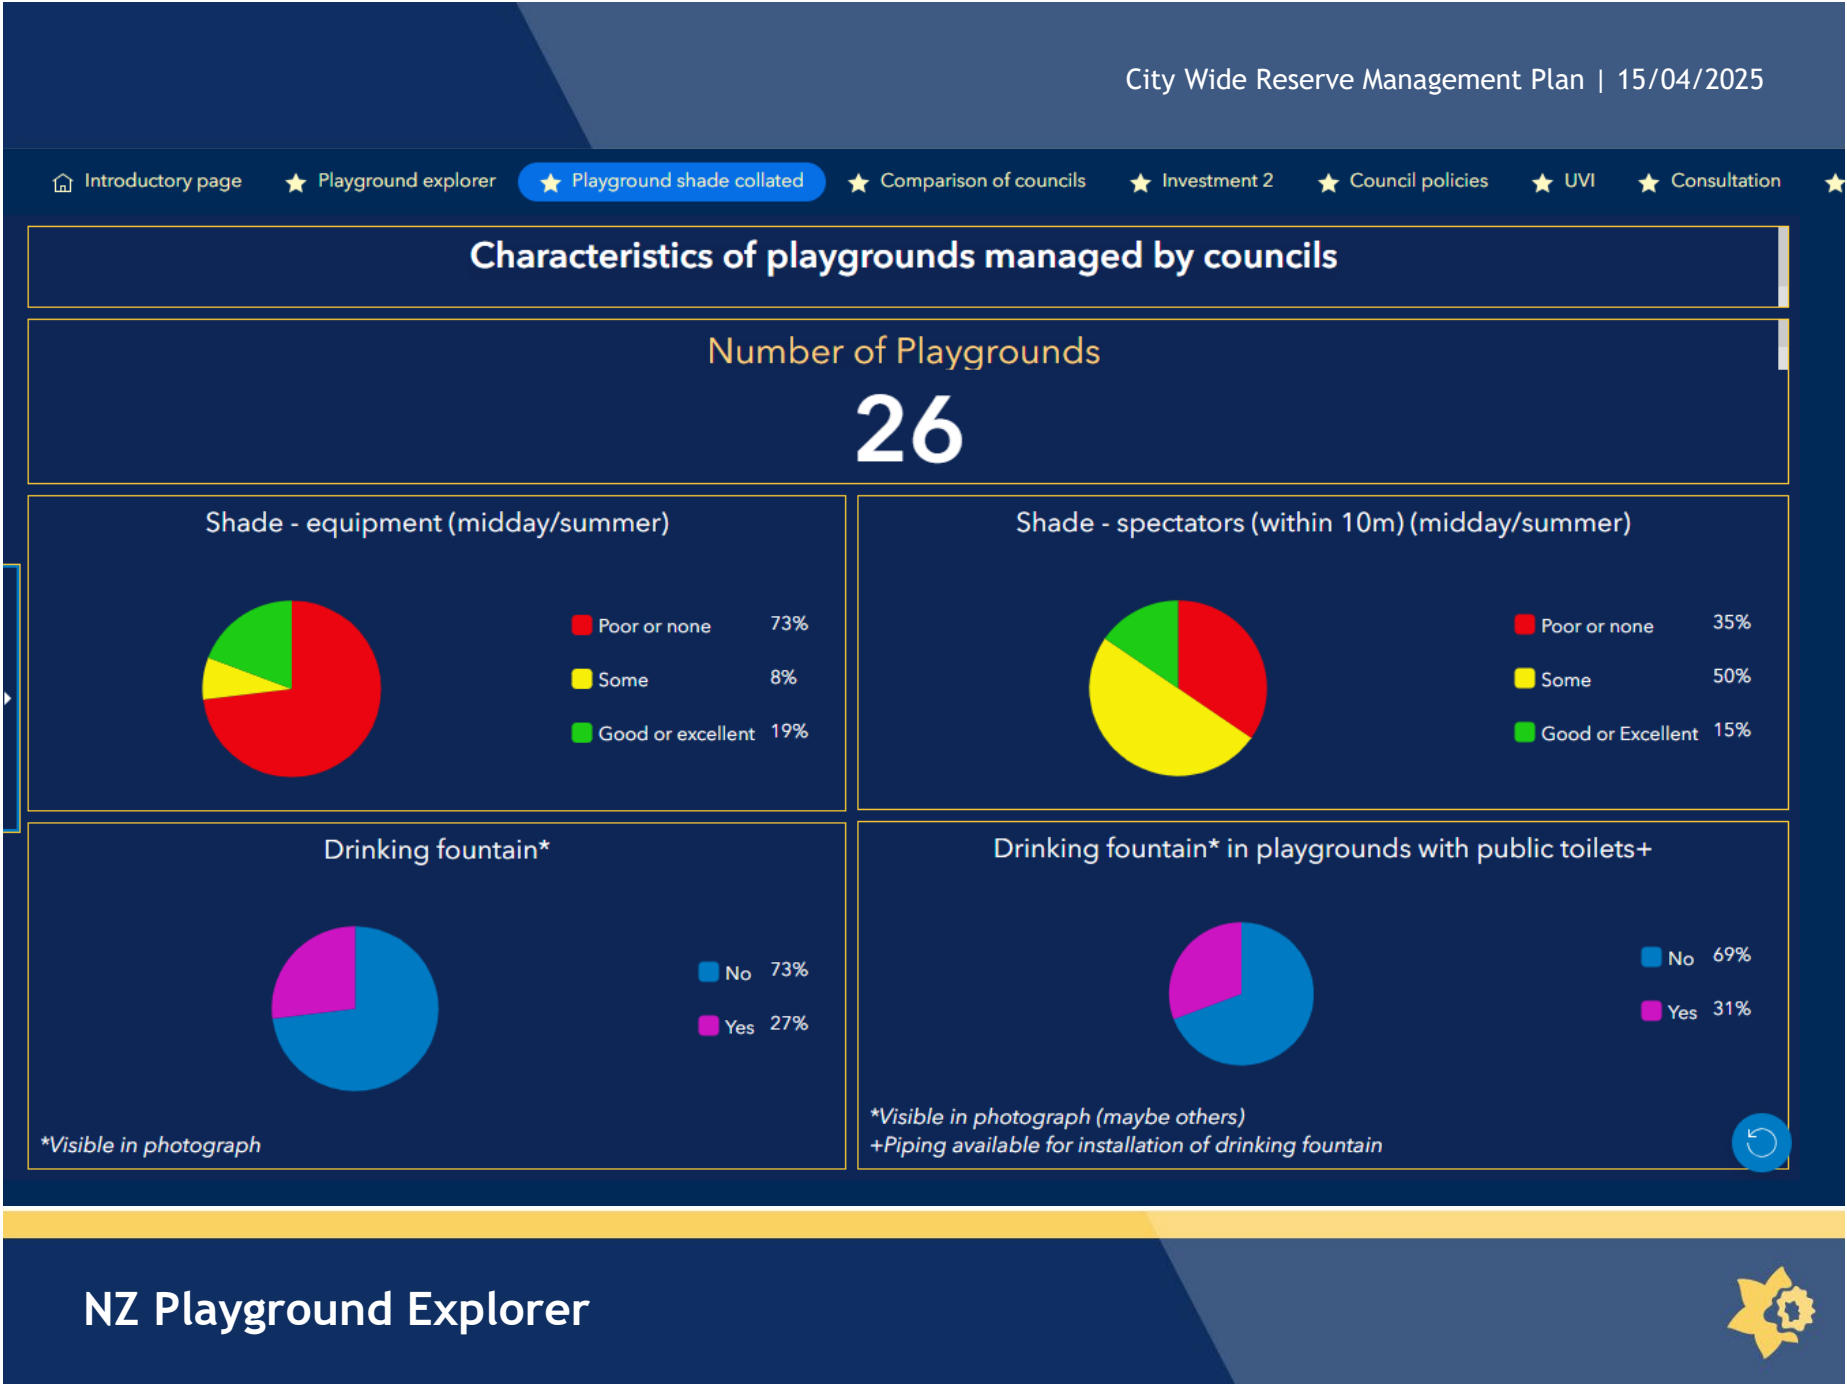 City Wide Reserve Management Plan | 15/04/2025
Introductory page Playground explorer Playground shade collated Comparison of councils Investment 2 Council policies UVI Consultation
Characteristics of playgrounds managed by councils
Number of Playgrounds
26
Shade - equipment (midday/summer)
Poor or none 73%
Some 8%
Good or excellent 19%
Shade - spectators (within 10m) (midday/summer)
Poor or none 35%
Some 50%
Good or Excellent 15%
Drinking fountain*
No 73%
Yes 27%
*Visible in photograph
Drinking fountain* in playgrounds with public toilets+
No 69%
Yes 31%
*Visible in photograph (maybe others)
+Piping available for installation of drinking fountain
NZ Playground Explorer